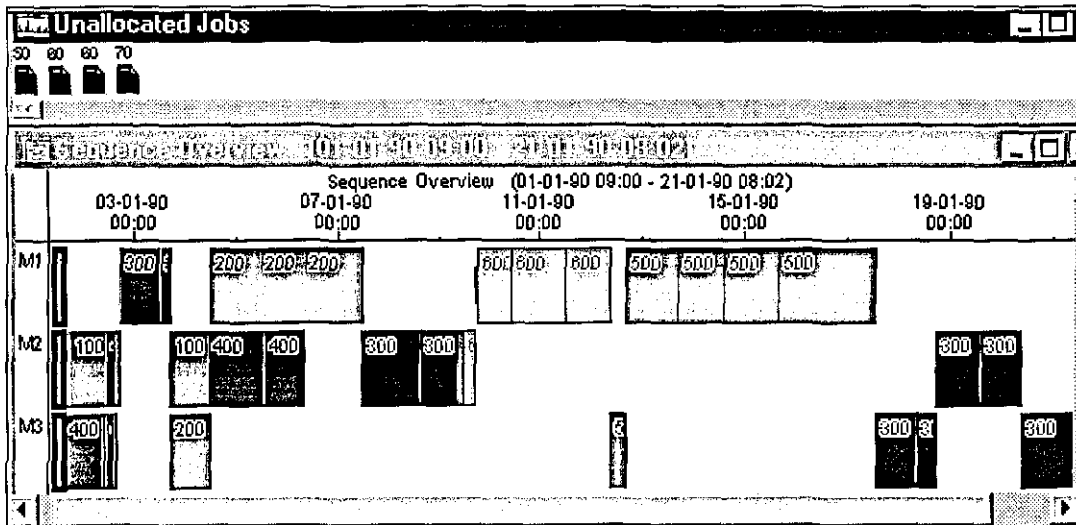 Unallocated Jobs
50 60 60 70
Sequence Overview (01-01-90 09:00 - 21-01-90 08:02)
Sequence Overview (01-01-90 09:00 - 21-01-90 08:02)
03-01-90 07-01-90 11-01-90 15-01-90 19-01-90
00:00 00:00 00:00 00:00 00:00
M1 300 200 200 200 600 600 500 500 500 500
M2 100 100 400 400 300 300 300 300
M3 400 200 300 300